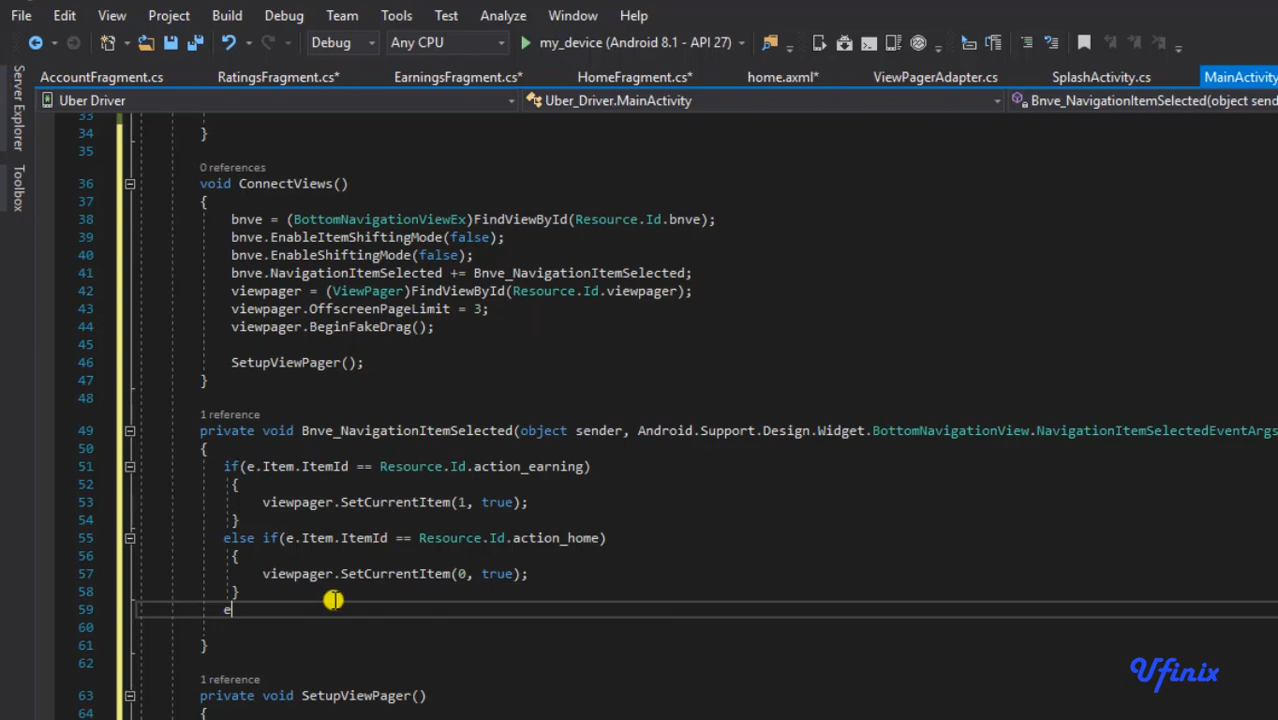 File Edit View Project Build Debug Team Tools Test Analyze Window Help
Debug Any CPU my_device (Android 8.1 - API 27)
AccountFragment.cs RatingsFragment.cs* EarningsFragment.cs* HomeFragment.cs* home.axml* ViewPagerAdapter.cs SplashActivity.cs MainActivity
Server Explorer
Toolbox
Uber Driver Uber_Driver.MainActivity Bnve_NavigationItemSelected(object send
33
34 }
35
0 references
36 void ConnectViews()
37 {
38 bnve = (BottomNavigationViewEx)FindViewById(Resource.Id.bnve);
39 bnve.EnableItemShiftingMode(false);
40 bnve.EnableShiftingMode(false);
41 bnve.NavigationItemSelected += Bnve_NavigationItemSelected;
42 viewpager = (ViewPager)FindViewById(Resource.Id.viewpager);
43 viewpager.OffscreenPageLimit = 3;
44 viewpager.BeginFakeDrag();
45
46 SetupViewPager();
47 }
48
1 reference
49 private void Bnve_NavigationItemSelected(object sender, Android.Support.Design.Widget.BottomNavigationView.NavigationItemSelectedEventArgs
50 {
51 if(e.Item.ItemId == Resource.Id.action_earning)
52 {
53 viewpager.SetCurrentItem(1, true);
54 }
55 else if(e.Item.ItemId == Resource.Id.action_home)
56 {
57 viewpager.SetCurrentItem(0, true);
58 }
59 e
60
61 }
62
1 reference
63 private void SetupViewPager()
64 {
Ufinix